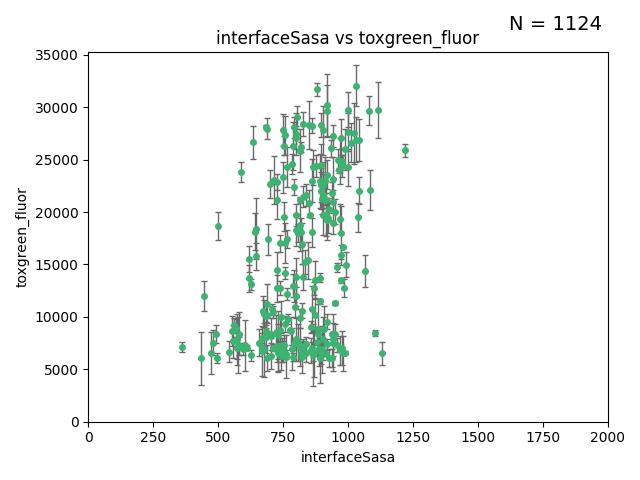 N = 1124
interfaceSasa vs toxgreen_fluor
35000
30000
25000
20000
15000
10000
5000
0
toxgreen_fluor
0 250 500 750 1000 1250 1500 1750 2000
interfaceSasa